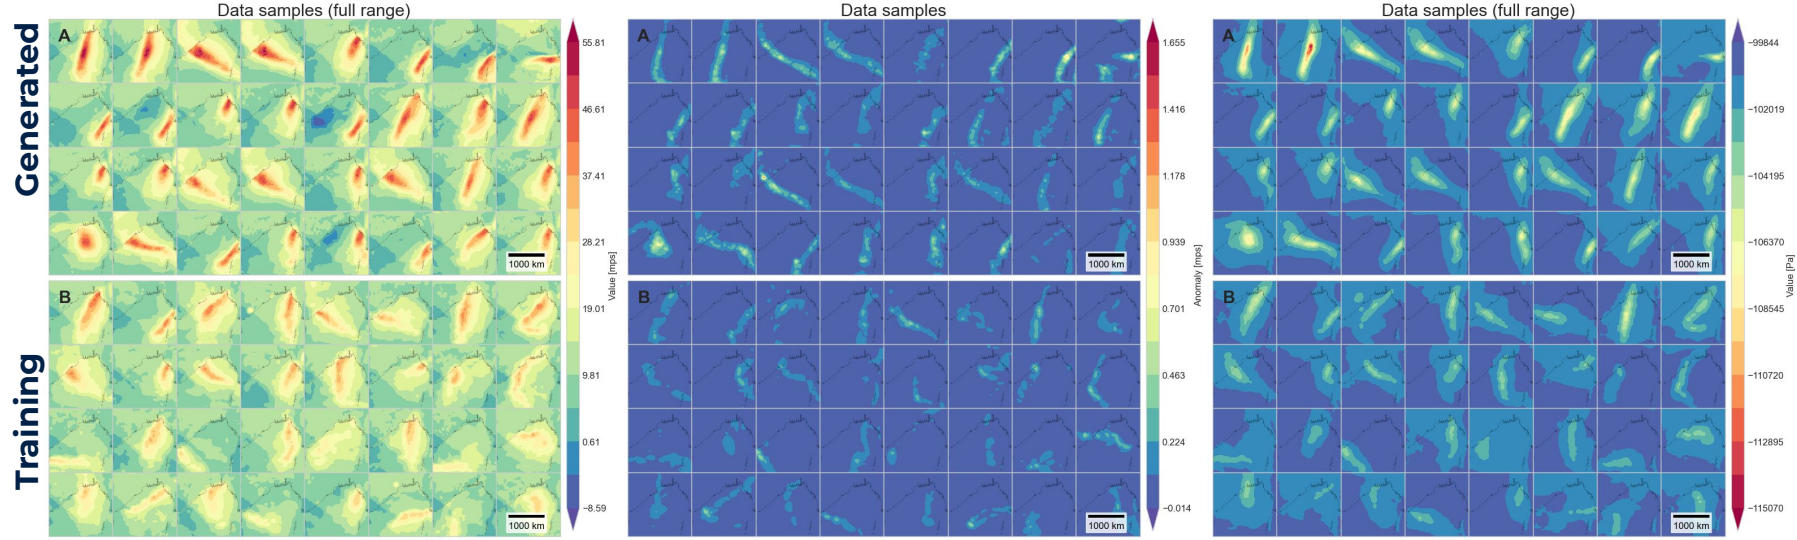 Generated
Training
Data samples (full range)
A
B
1000 km
1000 km
55.81
46.61
37.41
28.21
19.01
9.81
0.61
−8.59
Value [mps]
Data samples
A
B
1000 km
1000 km
1.655
1.416
1.178
0.939
0.701
0.463
0.224
−0.014
Anomaly [mps]
Data samples (full range)
A
B
1000 km
1000 km
−99844
−102019
−104195
−106370
−108545
−110720
−112895
−115070
Value [Pa]